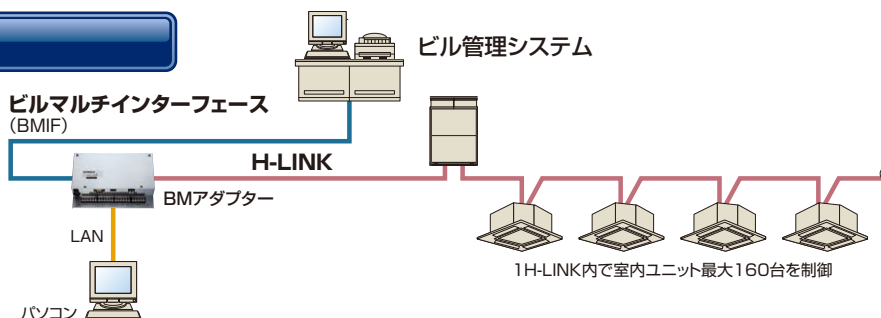 ビル管理システム
ビルマルチインターフェース
(BMIF)
H-LINK
BMアダプター
LAN
1H-LINK内で室内ユニット最大160台を制御
パソコン